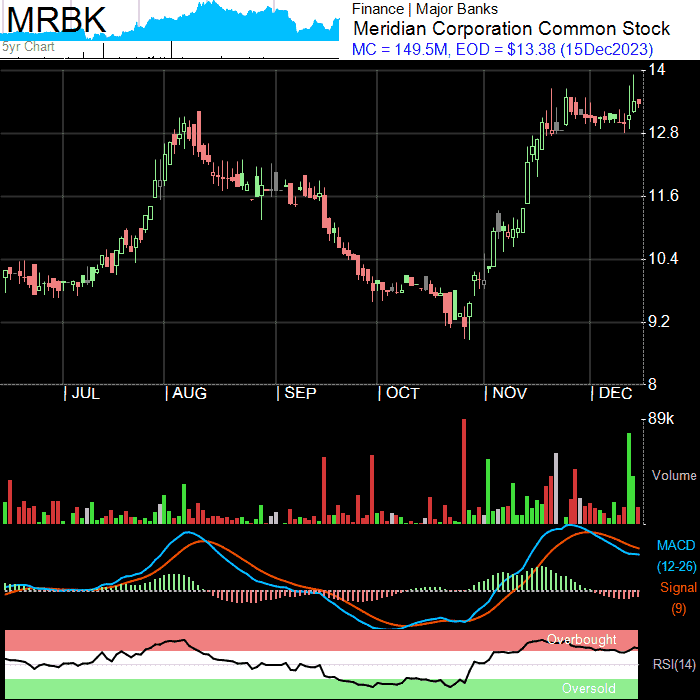 MRBK
5yr Chart
Finance | Major Banks
Meridian Corporation Common Stock
MC = 149.5M, EOD = $13.38 (15Dec2023)
14
12.8
11.6
10.4
9.2
8
| JUL | AUG | SEP | OCT | NOV | DEC
89k
Volume
MACD
(12-26)
Signal
(9)
Overbought
RSI(14)
Oversold